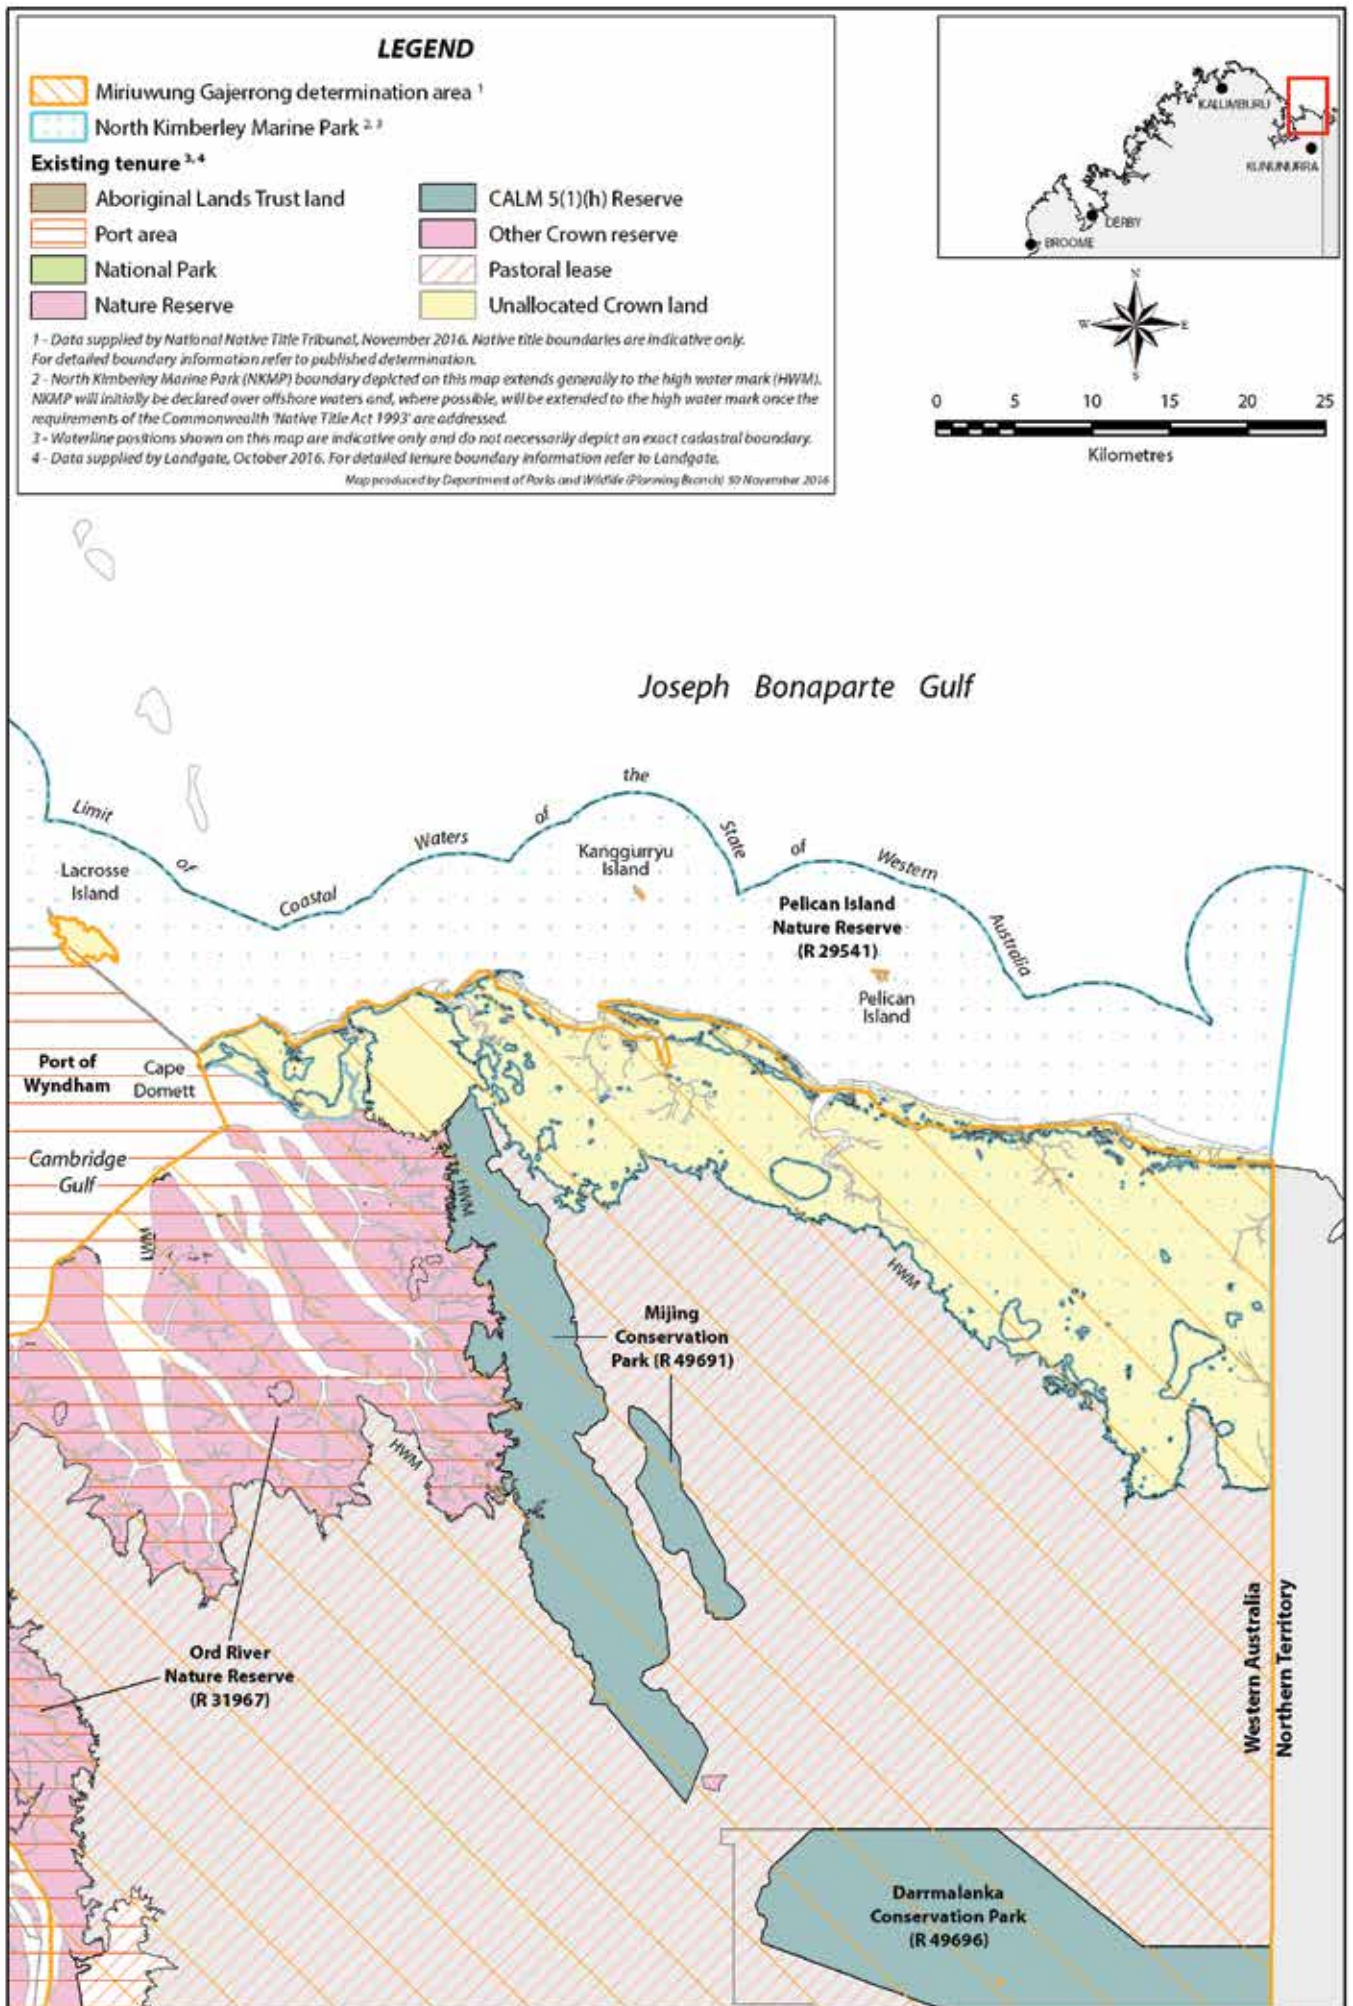 LEGEND
Miriuwung Gajerrong determination area 1
North Kimberley Marine Park 2, 3
Existing tenure 3, 4
Aboriginal Lands Trust land
Port area
National Park
Nature Reserve
CALM 5(1)(h) Reserve
Other Crown reserve
Pastoral lease
Unallocated Crown land
1 - Data supplied by National Native Title Tribunal, November 2016. Native title boundaries are indicative only.
For detailed boundary information refer to published determination.
2 - North Kimberley Marine Park (NKMP) boundary depicted on this map extends generally to the high water mark (HWM).
NKMP will initially be declared over offshore waters and, where possible, will be extended to the high water mark once the
requirements of the Commonwealth 'Native Title Act 1993' are addressed.
3 - Waterline positions shown on this map are indicative only and do not necessarily depict an exact cadastral boundary.
4 - Data supplied by Landgate, October 2016. For detailed tenure boundary information refer to Landgate.
Map produced by Department of Parks and Wildlife (Planning Branch) 30 November 2016
KALUMBURU
KUNUNURRA
DERBY
BROOME
N
W E
S
0 5 10 15 20 25
Kilometres
Joseph Bonaparte Gulf
Limit of Coastal Waters of the State of Western Australia
Lacrosse
Island
Kanggurryu
Island
Pelican Island
Nature Reserve
(R 29541)
Pelican
Island
Port of
Wyndham
Cape
Domett
Cambridge
Gulf
LWM
HWM
HWM
HWM
Mijing
Conservation
Park (R 49691)
Ord River
Nature Reserve
(R 31967)
Western Australia
Northern Territory
Darrmalanka
Conservation Park
(R 49696)